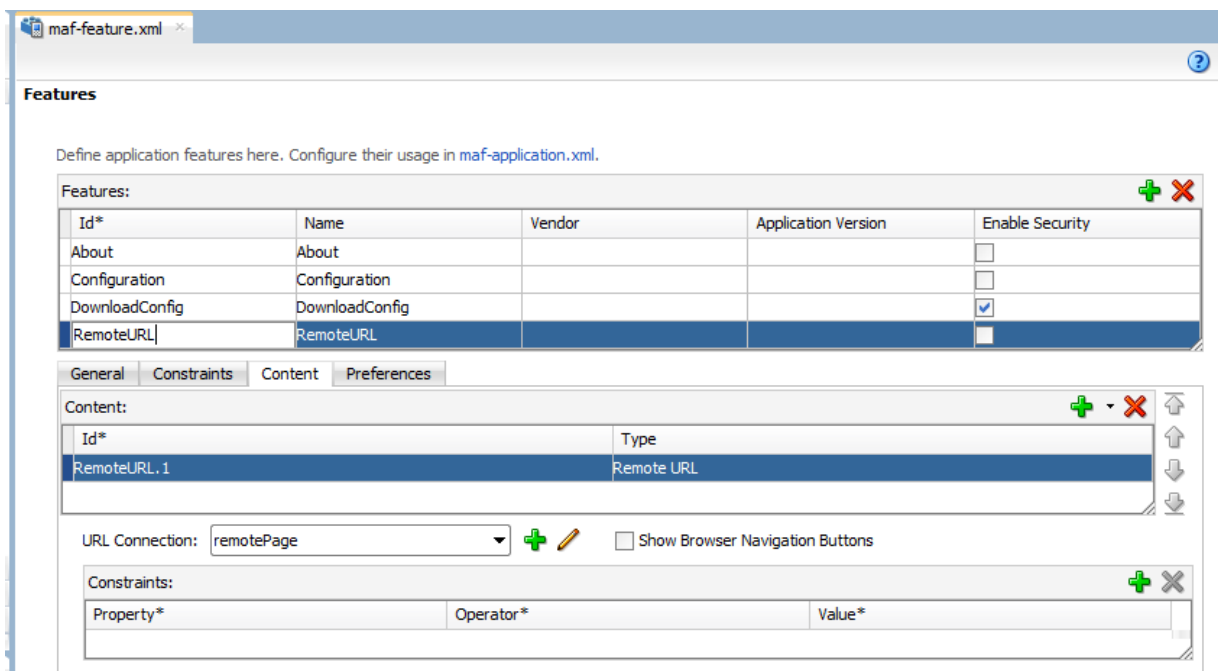 maf-feature.xml
Features
Define application features here. Configure their usage in maf-application.xml.
Features:
Id* Name Vendor Application Version Enable Security
About About
Configuration Configuration
DownloadConfig DownloadConfig
RemoteURL RemoteURL
General Constraints Content Preferences
Content:
Id* Type
RemoteURL.1 Remote URL
URL Connection: remotePage Show Browser Navigation Buttons
Constraints:
Property* Operator* Value*